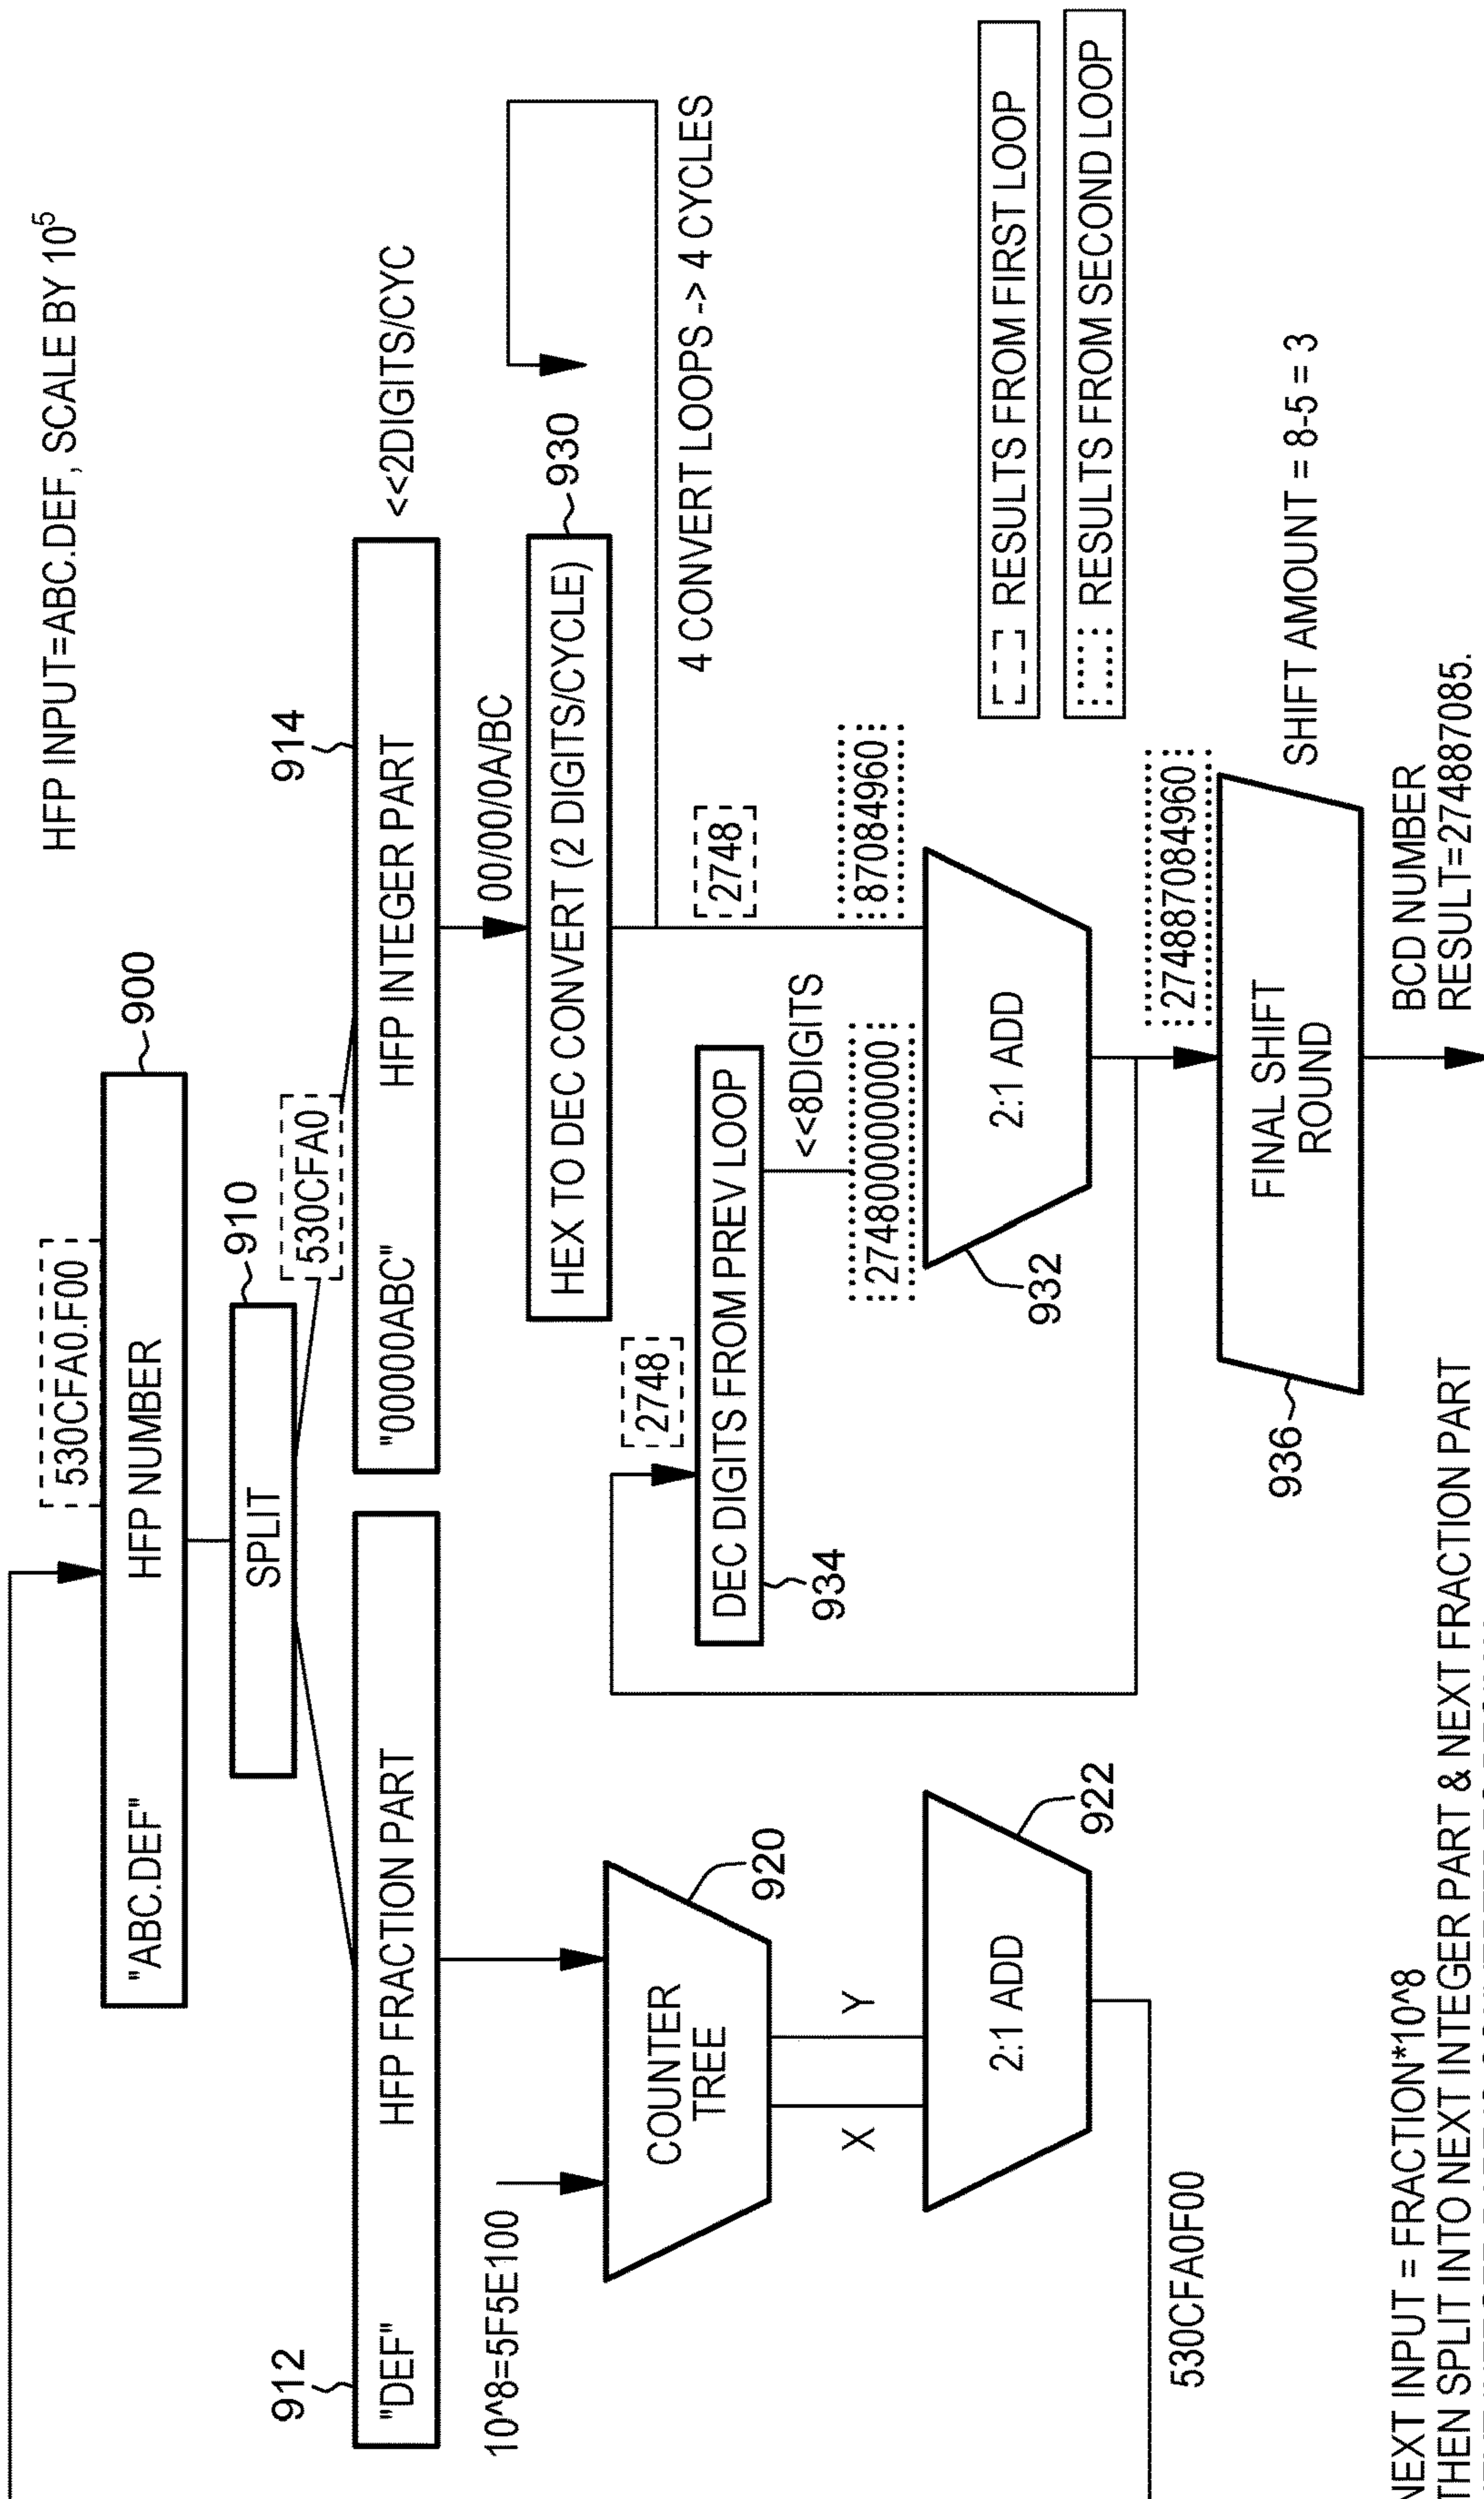 HFP INPUT=ABC.DEF, SCALE BY 10⁵
530CFA0.F00
900
"ABC.DEF" HFP NUMBER
910
SPLIT
530CFA0
912
914
"DEF" HFP FRACTION PART
"00000ABC" HFP INTEGER PART
<<2DIGITS/CYC
10^8=5F5E100
00/00/0A/BC
HEX TO DEC CONVERT (2 DIGITS/CYCLE)
930
COUNTER
TREE
920
2748
2748
4 CONVERT LOOPS -> 4 CYCLES
DEC DIGITS FROM PREV LOOP
934
<<8DIGITS
X
Y
274800000000
87084960
2:1 ADD
922
2:1 ADD
932
RESULTS FROM FIRST LOOP
RESULTS FROM SECOND LOOP
530CFA0F00
274887084960
FINAL SHIFT
ROUND
936
SHIFT AMOUNT = 8-5 = 3
BCD NUMBER
RESULT=274887085.
NEXT INPUT = FRACTION*10^8
THEN SPLIT INTO NEXT INTEGER PART & NEXT FRACTION PART